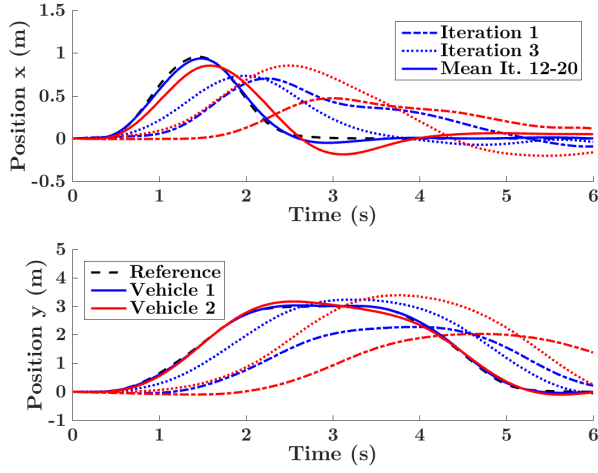 1.5
1
0.5
0
-0.5
Position x (m)
Iteration 1
Iteration 3
Mean It. 12-20
0 1 2 3 4 5 6
Time (s)
5
4
3
2
1
0
-1
Position y (m)
Reference
Vehicle 1
Vehicle 2
0 1 2 3 4 5 6
Time (s)